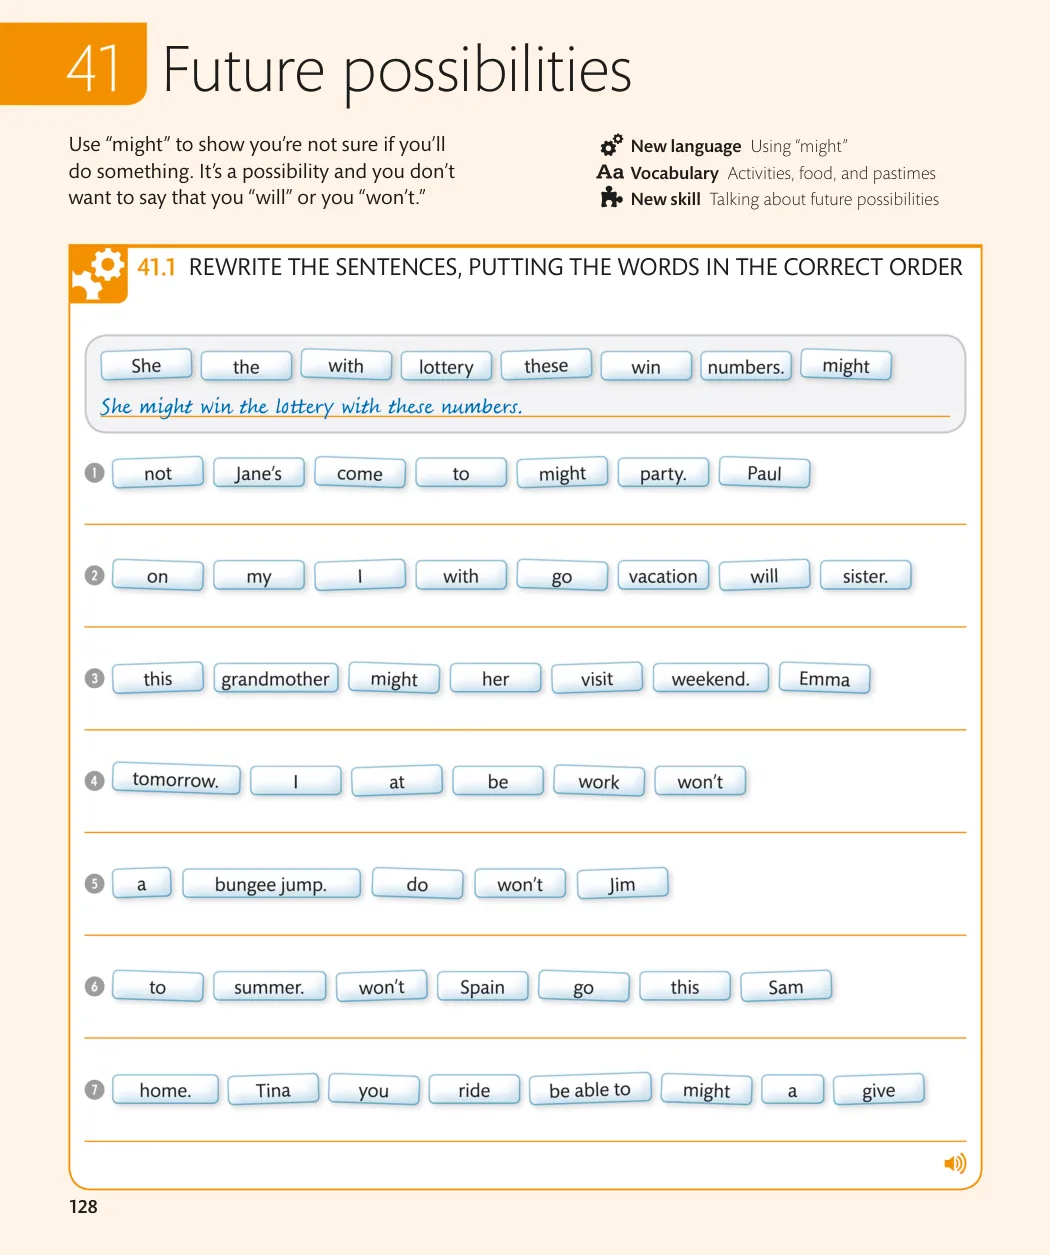 41 Future possibilities
Use “might” to show you’re not sure if you’ll
do something. It’s a possibility and you don’t
want to say that you “will” or you “won’t.”
New language Using “might”
Aa Vocabulary Activities, food, and pastimes
New skill Talking about future possibilities
41.1 REWRITE THE SENTENCES, PUTTING THE WORDS IN THE CORRECT ORDER
She the with lottery these win numbers. might
She might win the lottery with these numbers.
1 not Jane’s come to might party. Paul
2 on my I with go vacation will sister.
3 this grandmother might her visit weekend. Emma
4 tomorrow. I at be work won’t
5 a bungee jump. do won’t Jim
6 to summer. won’t Spain go this Sam
7 home. Tina you ride be able to might a give
128